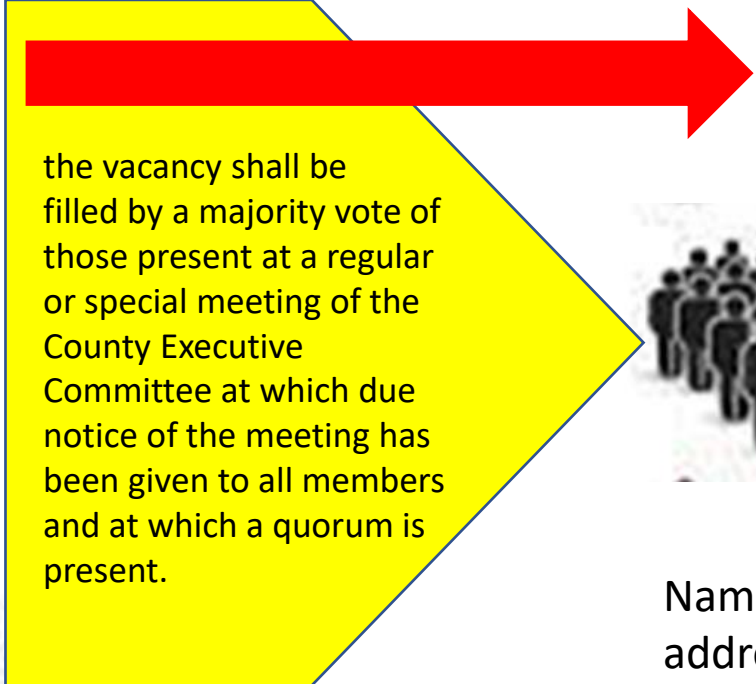 the vacancy shall be
filled by a majority vote of
those present at a regular
or special meeting of the
County Executive
Committee at which due
notice of the meeting has
been given to all members
and at which a quorum is
present.
Nam
addre